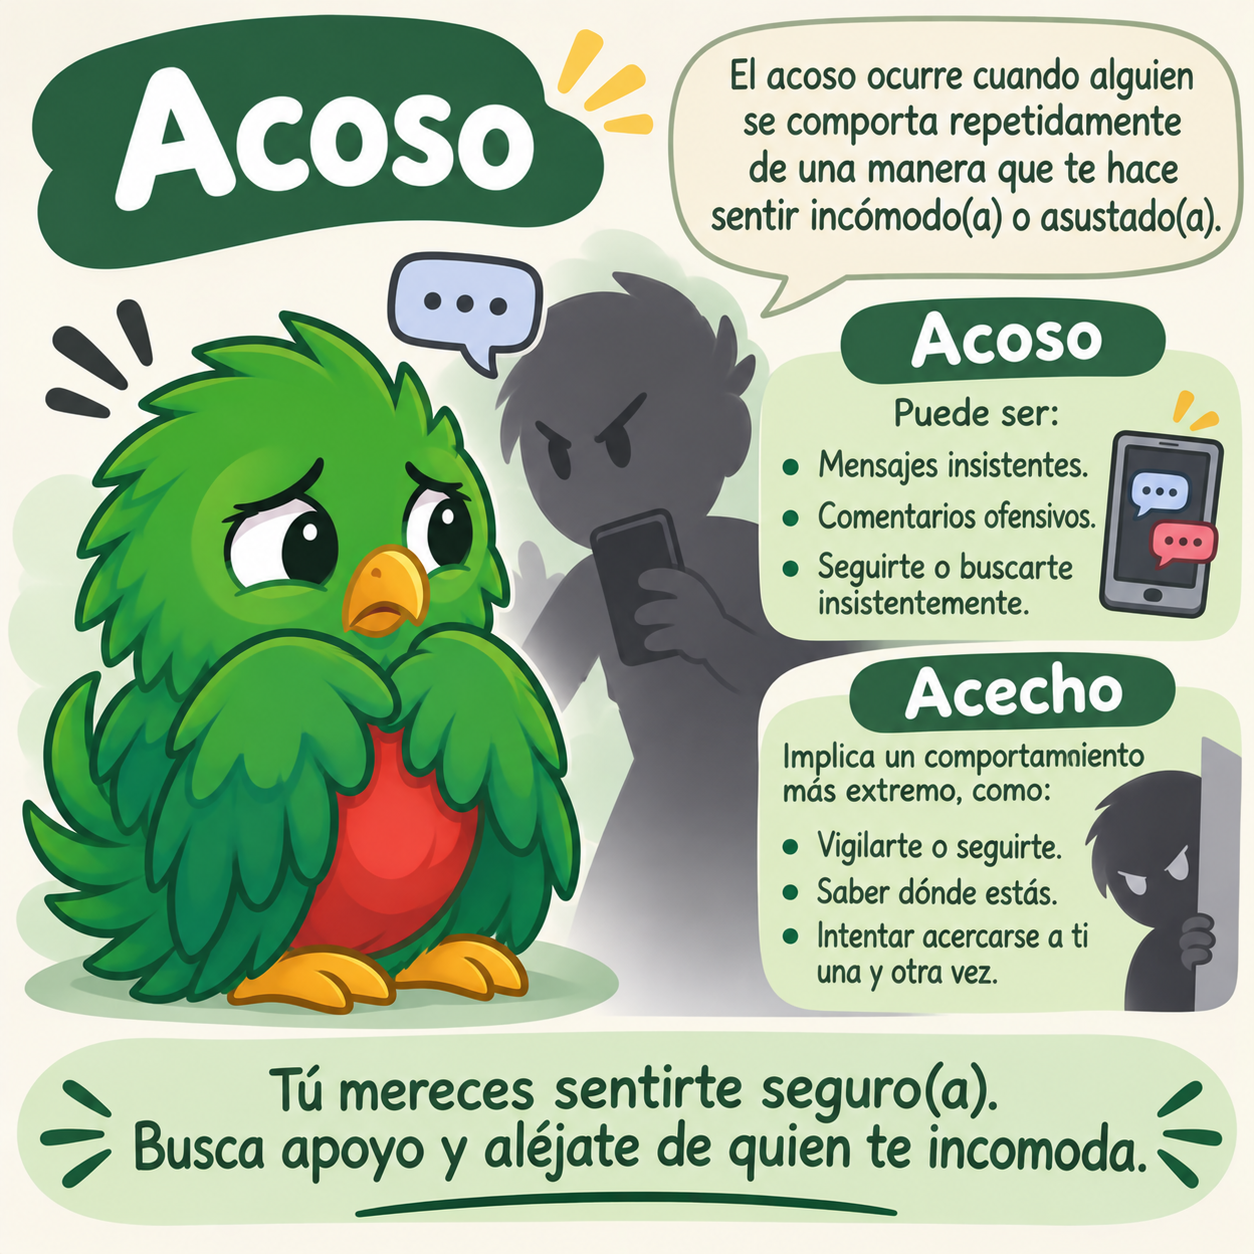 Acoso
El acoso ocurre cuando alguien
se comporta repetidamente
de una manera que te hace
sentir incómodo(a) o asustado(a).
Acoso
Puede ser:
• Mensajes insistentes.
• Comentarios ofensivos.
• Seguirte o buscarte
insistentemente.
Acecho
Implica un comportamniento
más extremo, como:
• Vigilarte o seguirte.
• Saber dónde estás.
• Intentar acercarse a ti
una y otra vez.
Tú mereces sentirte seguro(a).
Busca apoyo y aléjate de quien te incomoda.